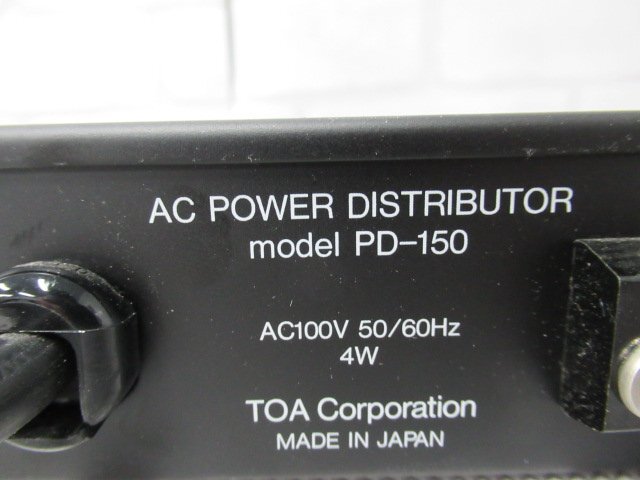 AC POWER DISTRIBUTOR
model PD-150
AC100V 50/60Hz
4W
TOA Corporation
MADE IN JAPAN